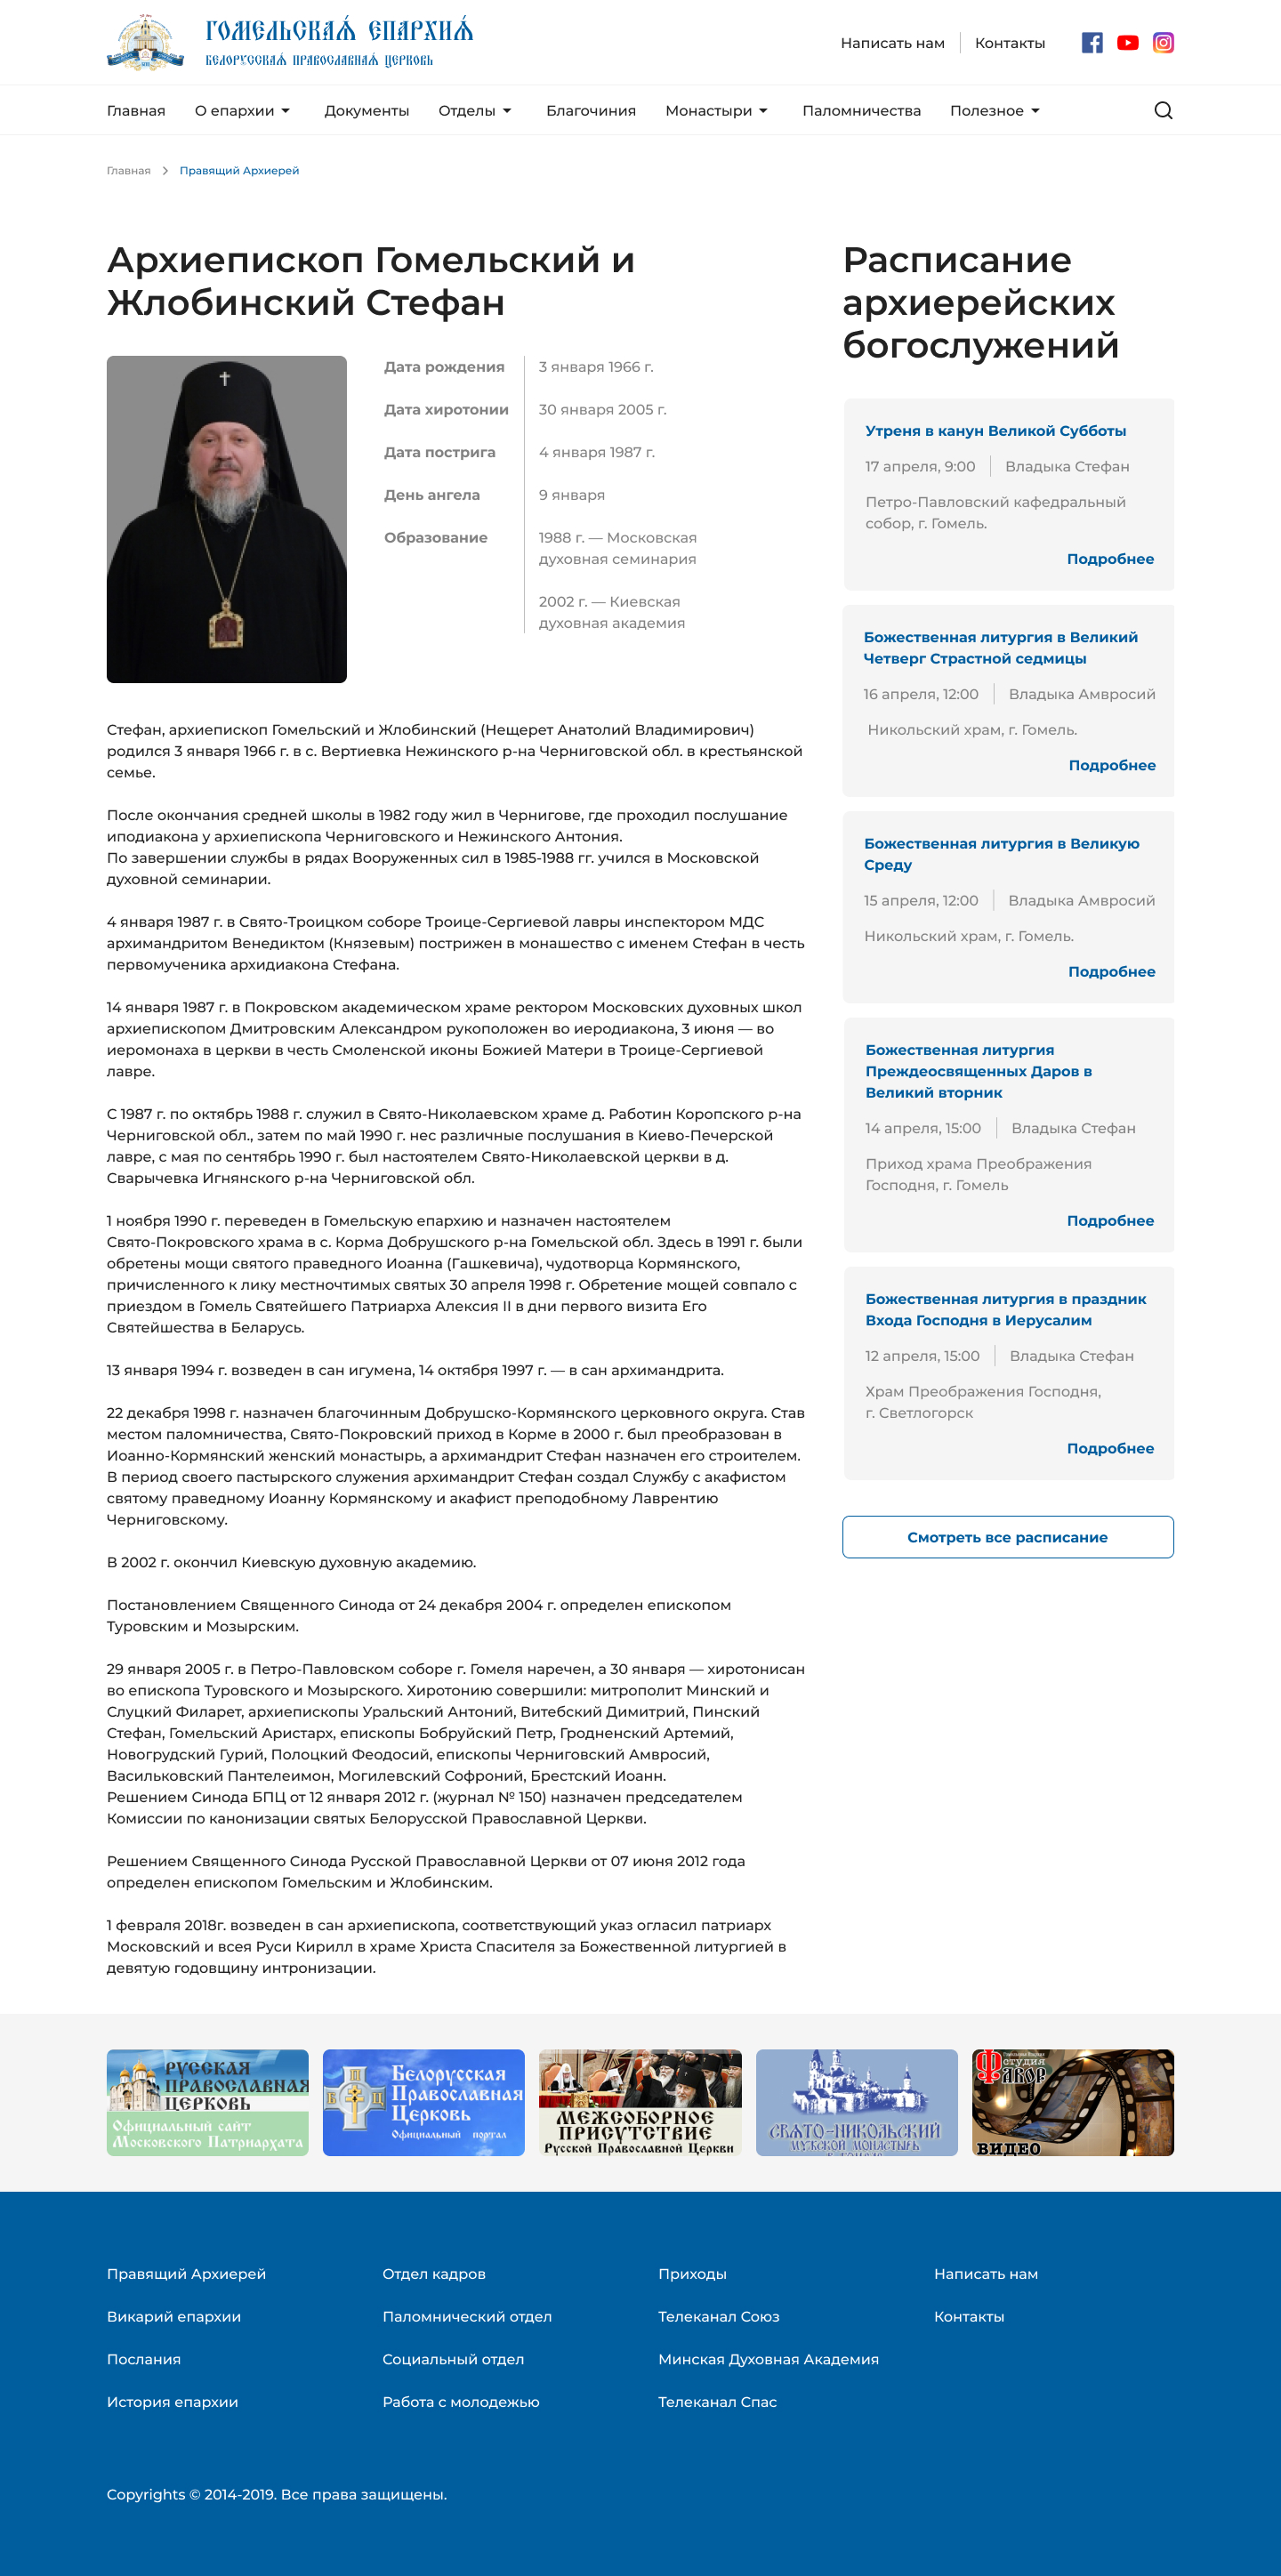 ГОМЕЛЬСКАЯ ЕПАРХИЯ
БЕЛОРУССКАЯ ПРАВОСЛАВНАЯ ЦЕРКОВЬ
Написать нам
Контакты
Главная
О епархии
Документы
Отделы
Благочиния
Монастыри
Паломничества
Полезное
Главная
Правящий Архиерей
Архиепископ Гомельский и
Жлобинский Стефан
Дата рождения
3 января 1966 г.
Дата хиротонии
30 января 2005 г.
Дата пострига
4 января 1987 г.
День ангела
9 января
Образование
1988 г. — Московская
духовная семинария
2002 г. — Киевская
духовная академия
Стефан, архиепископ Гомельский и Жлобинский (Нещерет Анатолий Владимирович)
родился 3 января 1966 г. в с. Вертиевка Нежинского р-на Черниговской обл. в крестьянской
семье.
После окончания средней школы в 1982 году жил в Чернигове, где проходил послушание
иподиакона у архиепископа Черниговского и Нежинского Антония.
По завершении службы в рядах Вооруженных сил в 1985-1988 гг. учился в Московской
духовной семинарии.
4 января 1987 г. в Свято-Троицком соборе Троице-Сергиевой лавры инспектором МДС
архимандритом Венедиктом (Князевым) пострижен в монашество с именем Стефан в честь
первомученика архидиакона Стефана.
14 января 1987 г. в Покровском академическом храме ректором Московских духовных школ
архиепископом Дмитровским Александром рукоположен во иеродиакона, 3 июня — во
иеромонаха в церкви в честь Смоленской иконы Божией Матери в Троице-Сергиевой
лавре.
С 1987 г. по октябрь 1988 г. служил в Свято-Николаевском храме д. Работин Коропского р-на
Черниговской обл., затем по май 1990 г. нес различные послушания в Киево-Печерской
лавре, с мая по сентябрь 1990 г. был настоятелем Свято-Николаевской церкви в д.
Сварычевка Игнянского р-на Черниговской обл.
1 ноября 1990 г. переведен в Гомельскую епархию и назначен настоятелем
Свято-Покровского храма в с. Корма Добрушского р-на Гомельской обл. Здесь в 1991 г. были
обретены мощи святого праведного Иоанна (Гашкевича), чудотворца Кормянского,
причисленного к лику местночтимых святых 30 апреля 1998 г. Обретение мощей совпало с
приездом в Гомель Святейшего Патриарха Алексия II в дни первого визита Его
Святейшества в Беларусь.
13 января 1994 г. возведен в сан игумена, 14 октября 1997 г. — в сан архимандрита.
22 декабря 1998 г. назначен благочинным Добрушско-Кормянского церковного округа. Став
местом паломничества, Свято-Покровский приход в Корме в 2000 г. был преобразован в
Иоанно-Кормянский женский монастырь, а архимандрит Стефан назначен его строителем.
В период своего пастырского служения архимандрит Стефан создал Службу с акафистом
святому праведному Иоанну Кормянскому и акафист преподобному Лаврентию
Черниговскому.
В 2002 г. окончил Киевскую духовную академию.
Постановлением Священного Синода от 24 декабря 2004 г. определен епископом
Туровским и Мозырским.
29 января 2005 г. в Петро-Павловском соборе г. Гомеля наречен, а 30 января — хиротонисан
во епископа Туровского и Мозырского. Хиротонию совершили: митрополит Минский и
Слуцкий Филарет, архиепископы Уральский Антоний, Витебский Димитрий, Пинский
Стефан, Гомельский Аристарх, епископы Бобруйский Петр, Гродненский Артемий,
Новогрудский Гурий, Полоцкий Феодосий, епископы Черниговский Амвросий,
Васильковский Пантелеимон, Могилевский Софроний, Брестский Иоанн.
Решением Синода БПЦ от 12 января 2012 г. (журнал № 150) назначен председателем
Комиссии по канонизации святых Белорусской Православной Церкви.
Решением Священного Синода Русской Православной Церкви от 07 июня 2012 года
определен епископом Гомельским и Жлобинским.
1 февраля 2018г. возведен в сан архиепископа, соответствующий указ огласил патриарх
Московский и всея Руси Кирилл в храме Христа Спасителя за Божественной литургией в
девятую годовщину интронизации.
Расписание
архиерейских
богослужений
Утреня в канун Великой Субботы
17 апреля, 9:00
Владыка Стефан
Петро-Павловский кафедральный
собор, г. Гомель.
Подробнее
Божественная литургия в Великий
Четверг Страстной седмицы
16 апреля, 12:00
Владыка Амвросий
Никольский храм, г. Гомель.
Подробнее
Божественная литургия в Великую
Среду
15 апреля, 12:00
Владыка Амвросий
Никольский храм, г. Гомель.
Подробнее
Божественная литургия
Преждеосвященных Даров в
Великий вторник
14 апреля, 15:00
Владыка Стефан
Приход храма Преображения
Господня, г. Гомель
Подробнее
Божественная литургия в праздник
Входа Господня в Иерусалим
12 апреля, 15:00
Владыка Стефан
Храм Преображения Господня,
г. Светлогорск
Подробнее
Смотреть все расписание
РУССКАЯ
ПРАВОСЛАВНАЯ
ЦЕРКОВЬ
Официальный сайт
Московского Патриархата
Белорусская
Православная
Церковь
Официальный портал
МЕЖСОБОРНОЕ
ПРИСУТСТВИЕ
Русской Православной Церкви
СВЯТО-НИКОЛЬСКИЙ
МУЖСКОЙ МОНАСТЫРЬ
студия
ФАВОР
ВИДЕО
Правящий Архиерей
Викарий епархии
Послания
История епархии
Отдел кадров
Паломнический отдел
Социальный отдел
Работа с молодежью
Приходы
Телеканал Союз
Минская Духовная Академия
Телеканал Спас
Написать нам
Контакты
Copyrights © 2014-2019. Все права защищены.